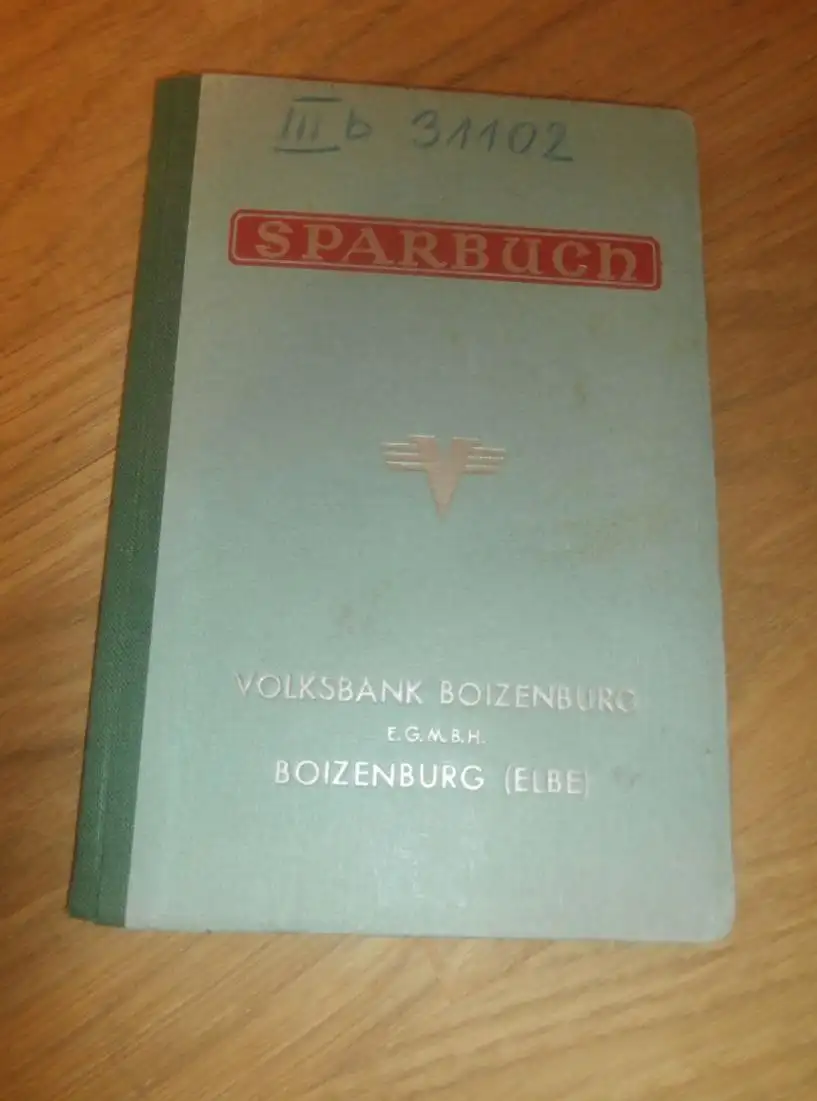 III b 31102
SPARBUCH
VOLKSBANK BOIZENBURG
E.G.M.B.H.
BOIZENBURG (ELBE)